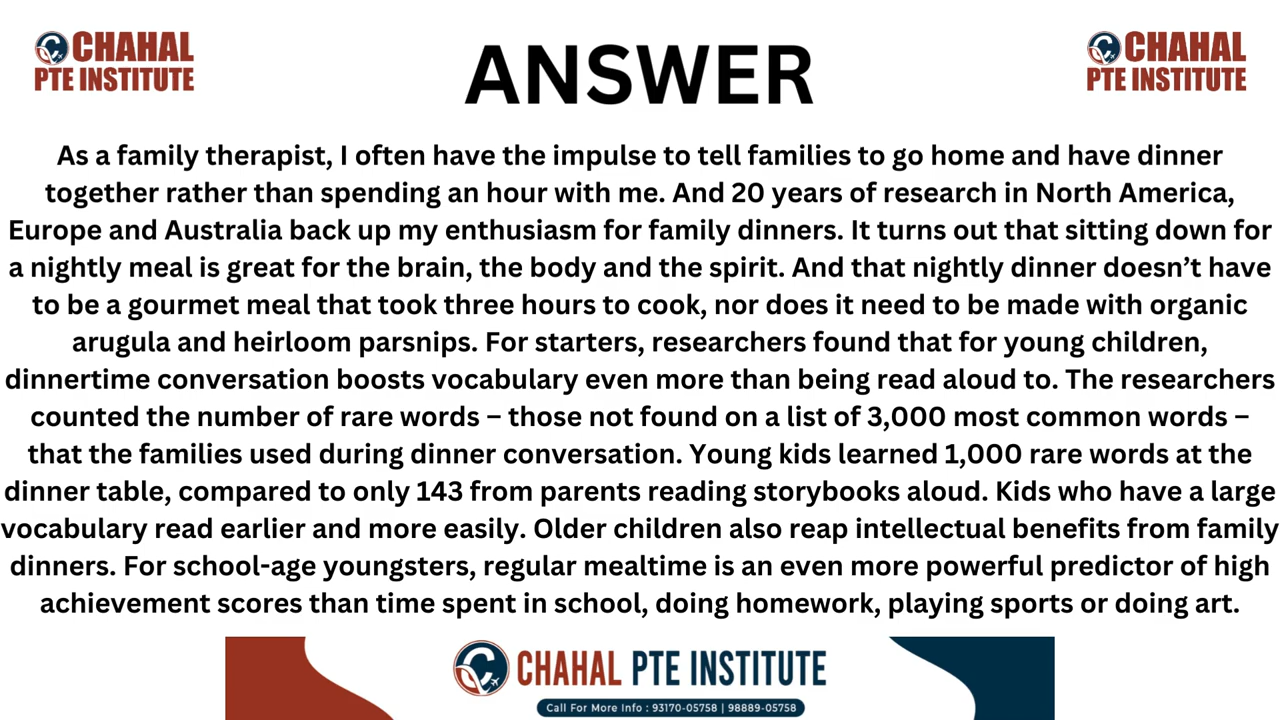 CHAHAL
PTE INSTITUTE
ANSWER
CHAHAL
PTE INSTITUTE
As a family therapist, I often have the impulse to tell families to go home and have dinner
together rather than spending an hour with me. And 20 years of research in North America,
Europe and Australia back up my enthusiasm for family dinners. It turns out that sitting down for
a nightly meal is great for the brain, the body and the spirit. And that nightly dinner doesn’t have
to be a gourmet meal that took three hours to cook, nor does it need to be made with organic
arugula and heirloom parsnips. For starters, researchers found that for young children,
dinnertime conversation boosts vocabulary even more than being read aloud to. The researchers
counted the number of rare words – those not found on a list of 3,000 most common words –
that the families used during dinner conversation. Young kids learned 1,000 rare words at the
dinner table, compared to only 143 from parents reading storybooks aloud. Kids who have a large
vocabulary read earlier and more easily. Older children also reap intellectual benefits from family
dinners. For school-age youngsters, regular mealtime is an even more powerful predictor of high
achievement scores than time spent in school, doing homework, playing sports or doing art.
CHAHAL PTE INSTITUTE
Call For More Info : 93170-05758 | 98889-05758